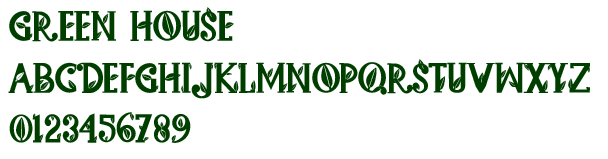 GREEN HOUSE
ABCDEFGHIJKLMNOPQRSTUVWXYZ
0123456789